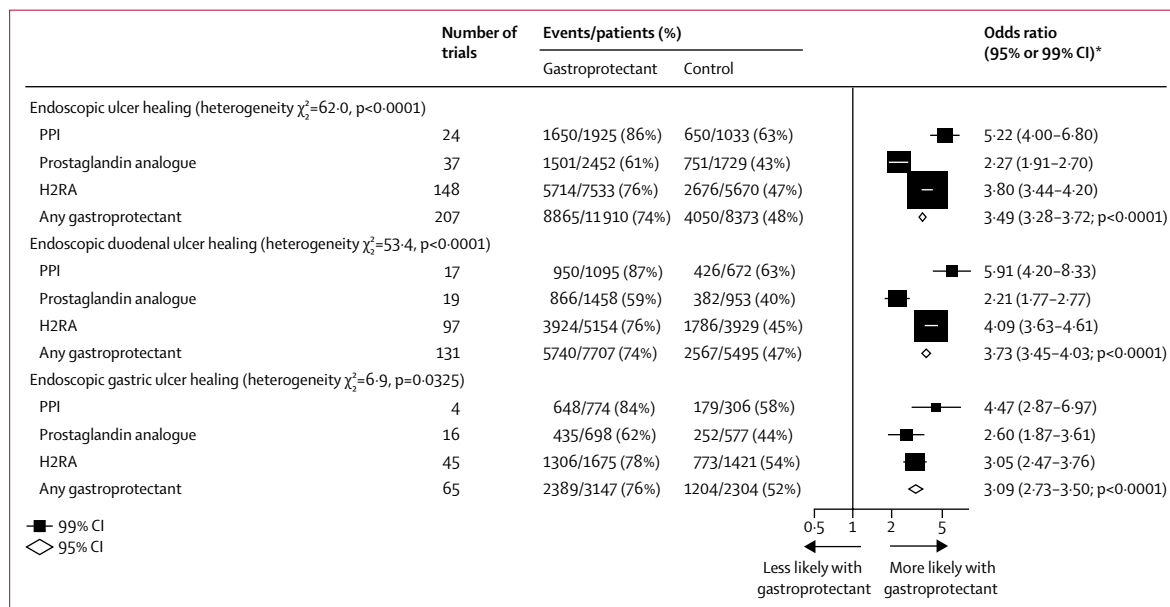 Number of trials Events/patients (%) Odds ratio (95% or 99% CI)*
Gastroprotectant Control
Endoscopic ulcer healing (heterogeneity χ²₂=62·0, p<0·0001)
PPI 24 1650/1925 (86%) 650/1033 (63%) 5·22 (4·00–6·80)
Prostaglandin analogue 37 1501/2452 (61%) 751/1729 (43%) 2·27 (1·91–2·70)
H2RA 148 5714/7533 (76%) 2676/5670 (47%) 3·80 (3·44–4·20)
Any gastroprotectant 207 8865/11 910 (74%) 4050/8373 (48%) 3·49 (3·28–3·72; p<0·0001)
Endoscopic duodenal ulcer healing (heterogeneity χ²₂=53·4, p<0·0001)
PPI 17 950/1095 (87%) 426/672 (63%) 5·91 (4·20–8·33)
Prostaglandin analogue 19 866/1458 (59%) 382/953 (40%) 2·21 (1·77–2·77)
H2RA 97 3924/5154 (76%) 1786/3929 (45%) 4·09 (3·63–4·61)
Any gastroprotectant 131 5740/7707 (74%) 2567/5495 (47%) 3·73 (3·45–4·03; p<0·0001)
Endoscopic gastric ulcer healing (heterogeneity χ²₂=6·9, p=0·0325)
PPI 4 648/774 (84%) 179/306 (58%) 4·47 (2·87–6·97)
Prostaglandin analogue 16 435/698 (62%) 252/577 (44%) 2·60 (1·87–3·61)
H2RA 45 1306/1675 (78%) 773/1421 (54%) 3·05 (2·47–3·76)
Any gastroprotectant 65 2389/3147 (76%) 1204/2304 (52%) 3·09 (2·73–3·50; p<0·0001)
99% CI
95% CI
0·5 1 2 5
Less likely with gastroprotectant
More likely with gastroprotectant